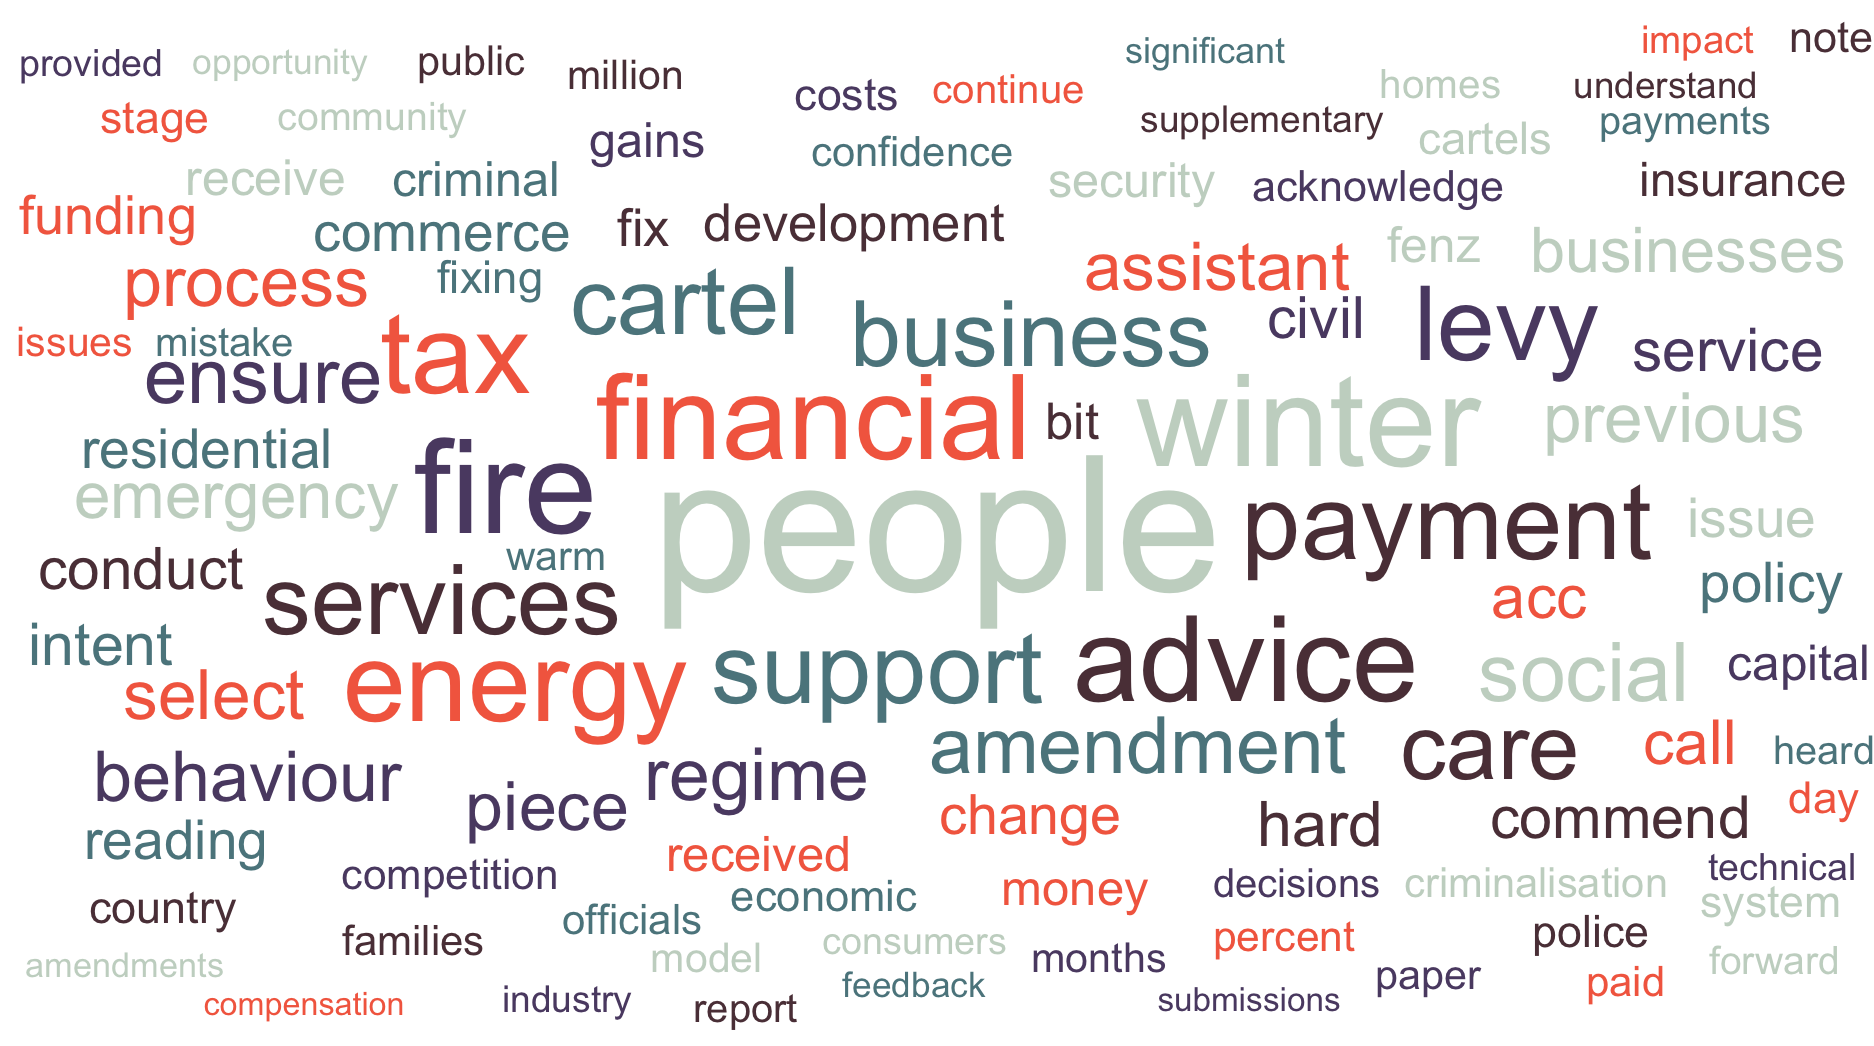 provided opportunity public million costs continue significant homes impact note
stage community gains confidence supplementary cartels understand payments
receive criminal security acknowledge insurance
funding commerce fix development assistant fenz businesses
process fixing cartel business civil levy service
issues mistake ensure tax financial bit winter previous
residential emergency fire people payment issue
conduct warm services acc policy
intent select energy support advice social capital
behaviour piece regime amendment care call heard
reading change hard commend day
country competition received economic money decisions criminalisation technical system
families officials model consumers months percent police forward
amendments compensation industry report feedback submissions paper paid